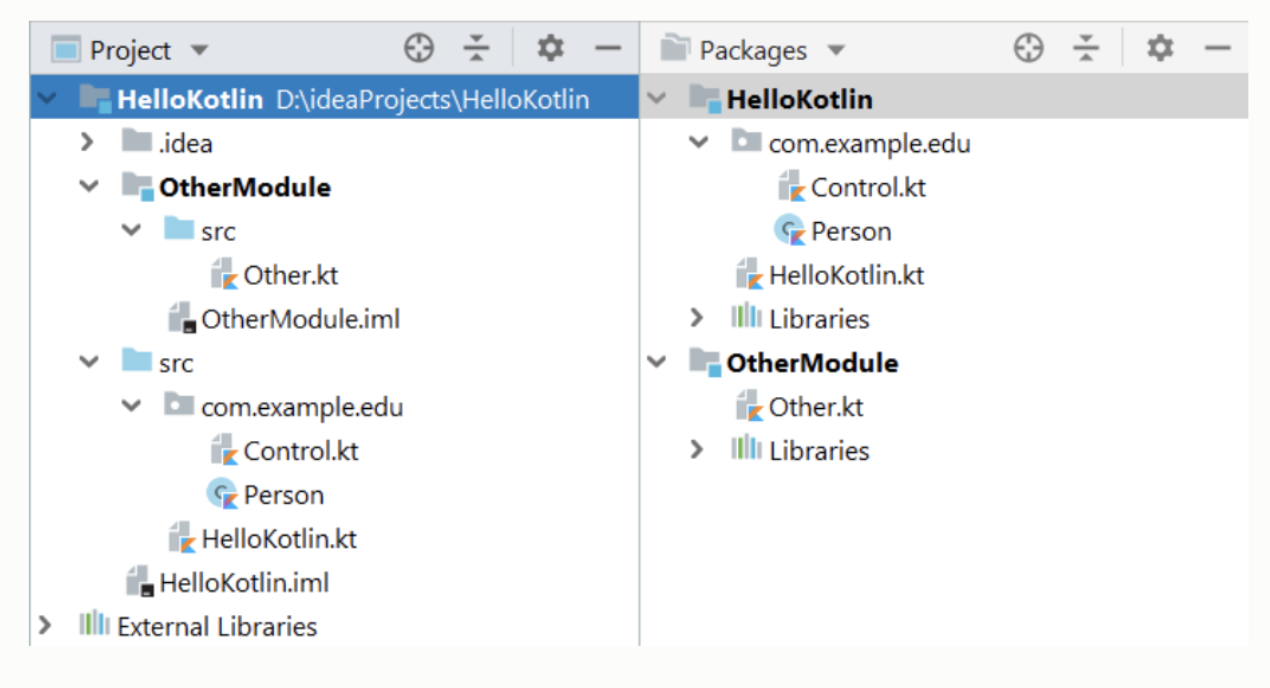 Project
HelloKotlin D:\ideaProjects\HelloKotlin
.idea
OtherModule
src
Other.kt
OtherModule.iml
src
com.example.edu
Control.kt
Person
HelloKotlin.kt
HelloKotlin.iml
External Libraries
Packages
HelloKotlin
com.example.edu
Control.kt
Person
HelloKotlin.kt
Libraries
OtherModule
Other.kt
Libraries